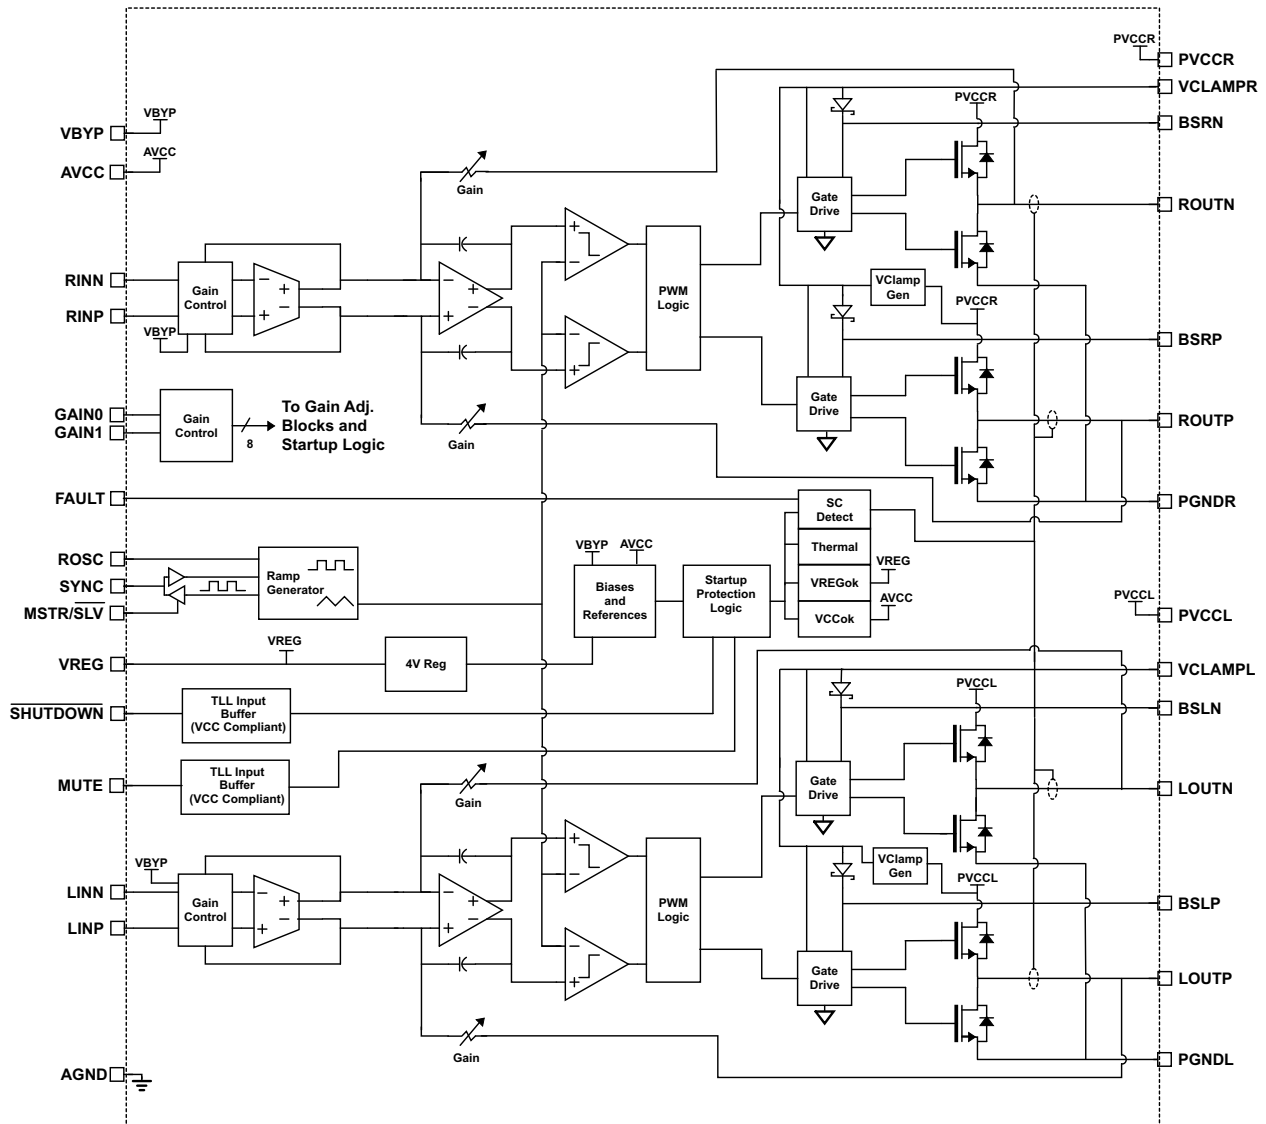 PVCCR
PVCCR
VCLAMPR
VBYP
VBYP
PVCCR
BSRN
AVCC
AVCC
Gain
Gate
Drive
ROUTN
RINN
Gain
Control
VClamp
Gen
PWM
Logic
PVCCR
RINP
VBYP
BSRP
GAIN0
GAIN1
Gain
Control
8
To Gain Adj.
Blocks and
Startup Logic
Gain
Gate
Drive
ROUTP
FAULT
SC
Detect
PGNDR
ROSC
SYNC
MSTR/SLV
Ramp
Generator
VBYP
AVCC
Biases
and
References
Startup
Protection
Logic
Thermal
VREGok
VREG
VCCok
AVCC
PVCCL
PVCCL
VREG
VREG
4V Reg
VCLAMPL
SHUTDOWN
TLL Input
Buffer
(VCC Compliant)
PVCCL
BSLN
MUTE
TLL Input
Buffer
(VCC Compliant)
Gain
Gate
Drive
LOUTN
VBYP
LINN
Gain
Control
LINP
PWM
Logic
VClamp
Gen
PVCCL
BSLP
Gate
Drive
LOUTP
Gain
PGNDL
AGND